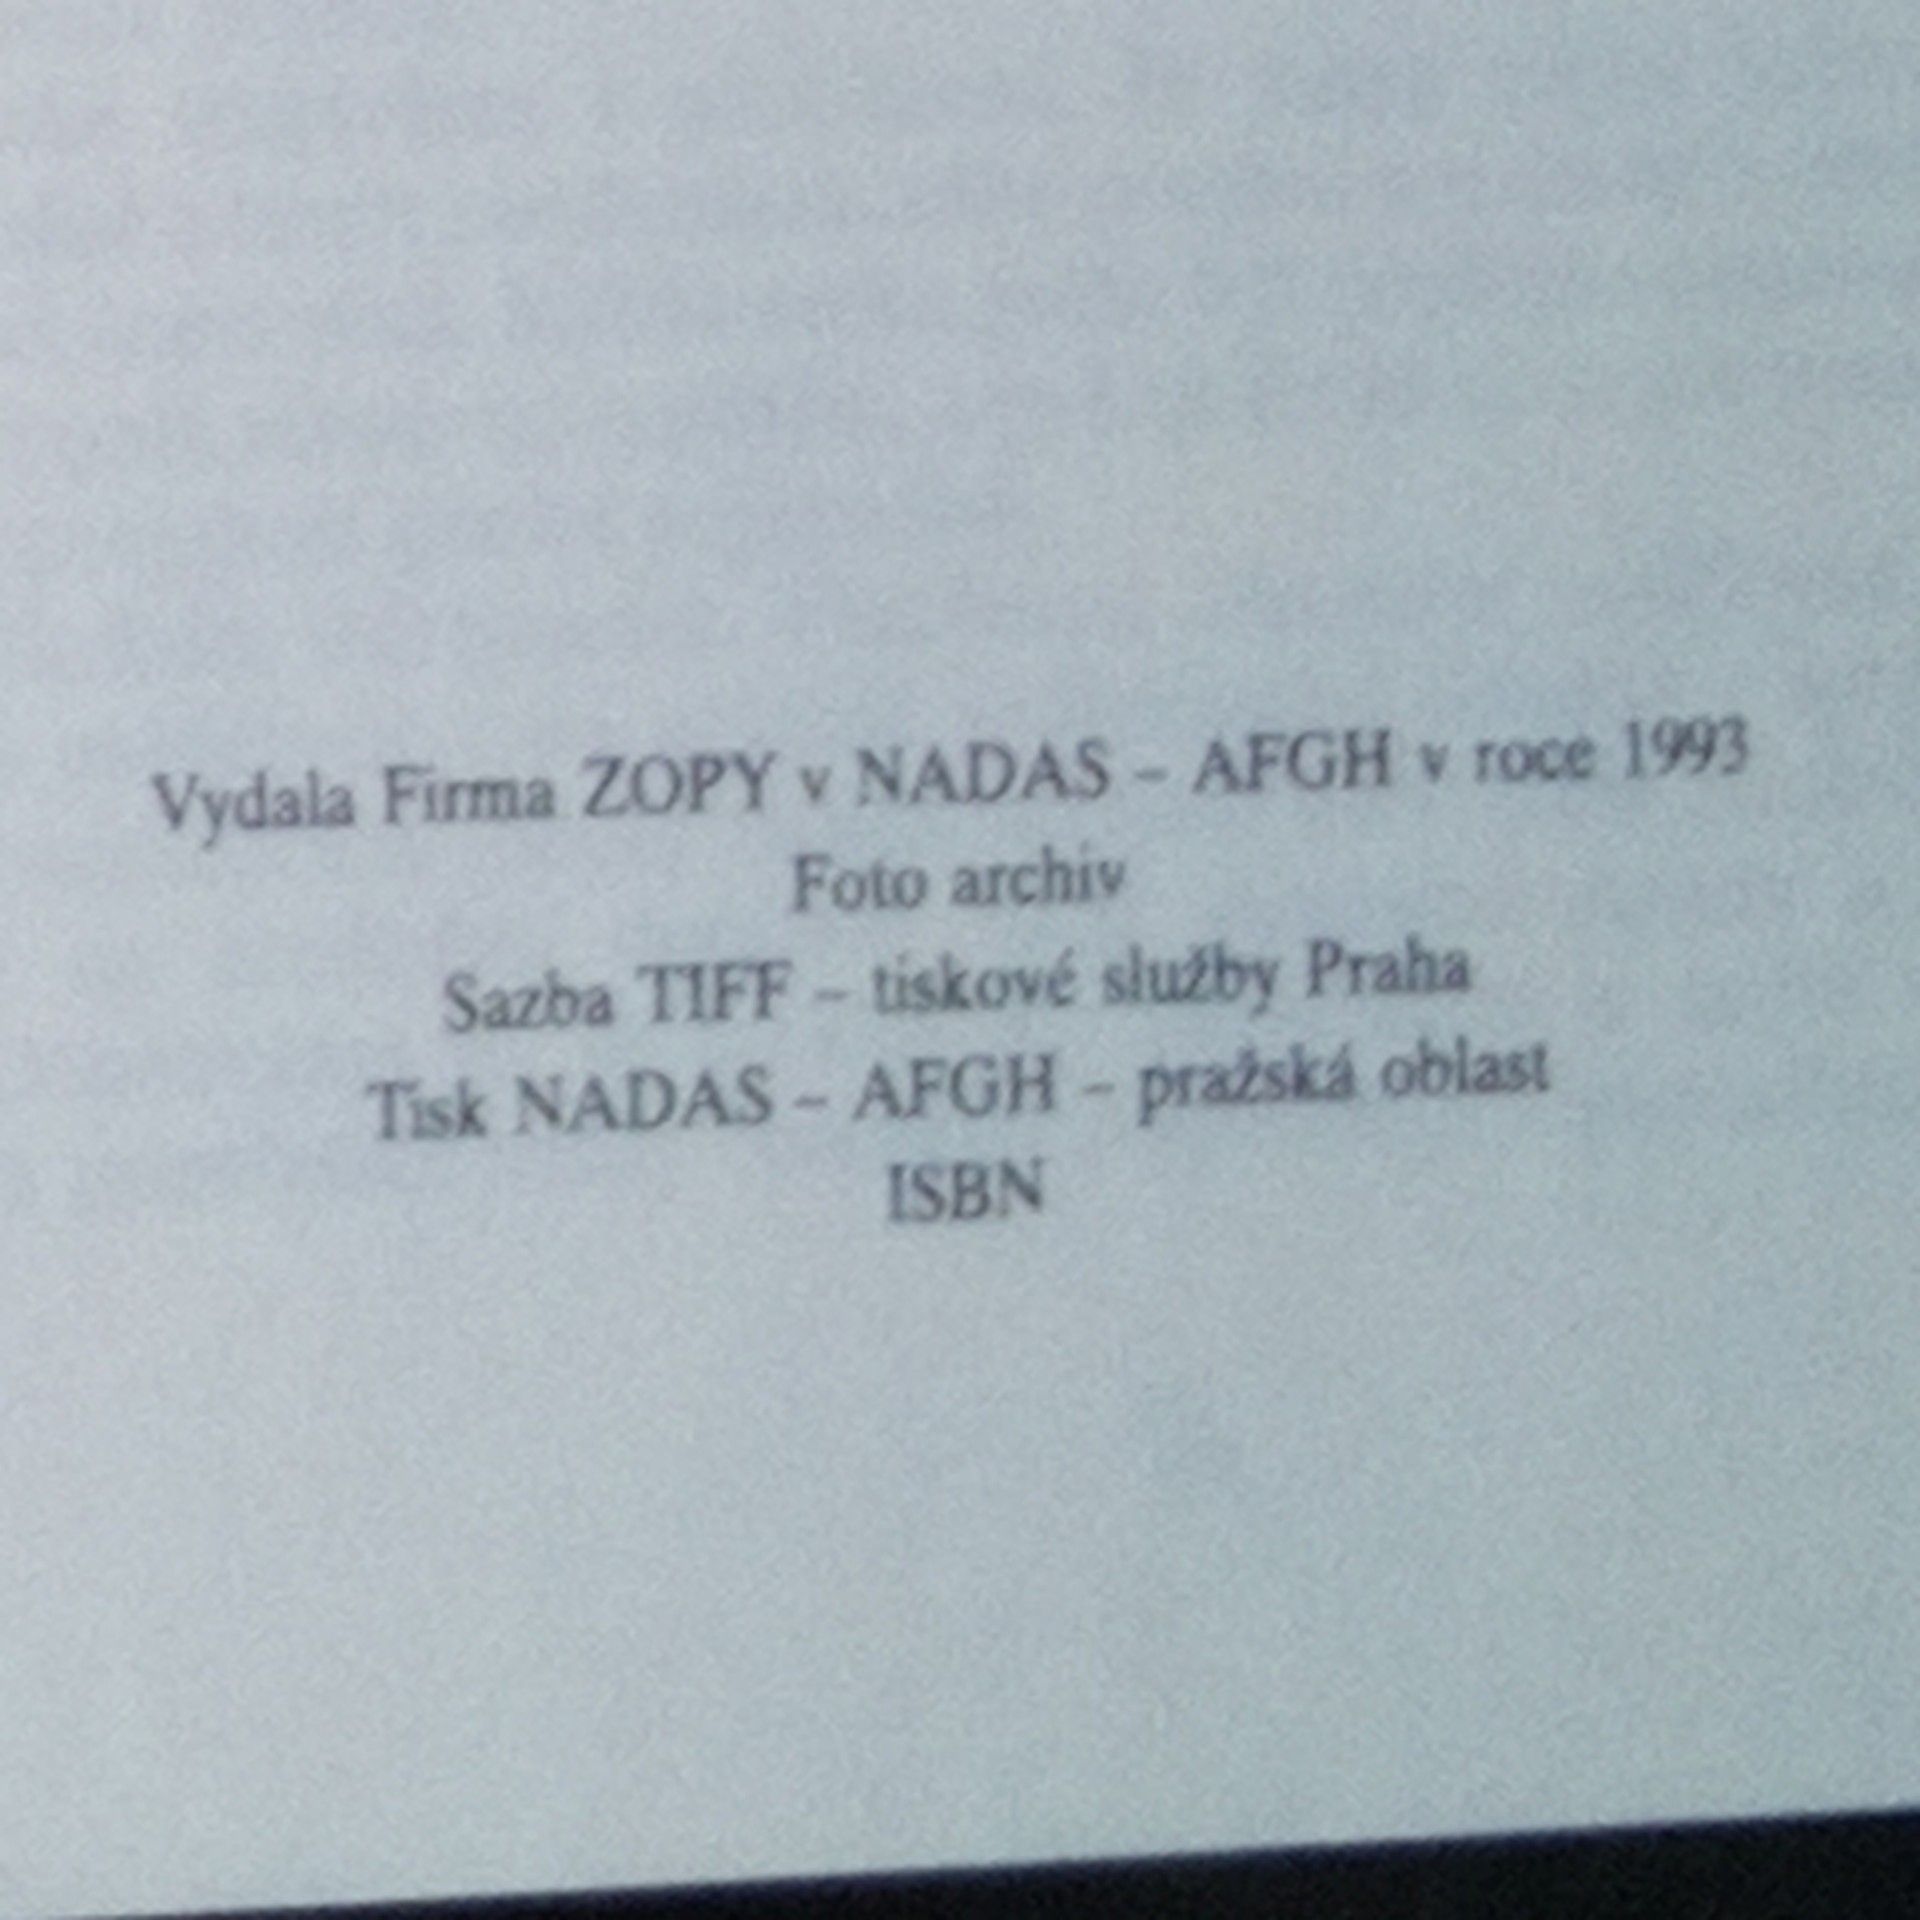 Vydala Firma ZOPY v NADAS – AFGH v roce 1993
Foto archiv
Sazba TIFF – tiskové služby Praha
Tisk NADAS – AFGH – pražská oblast
ISBN